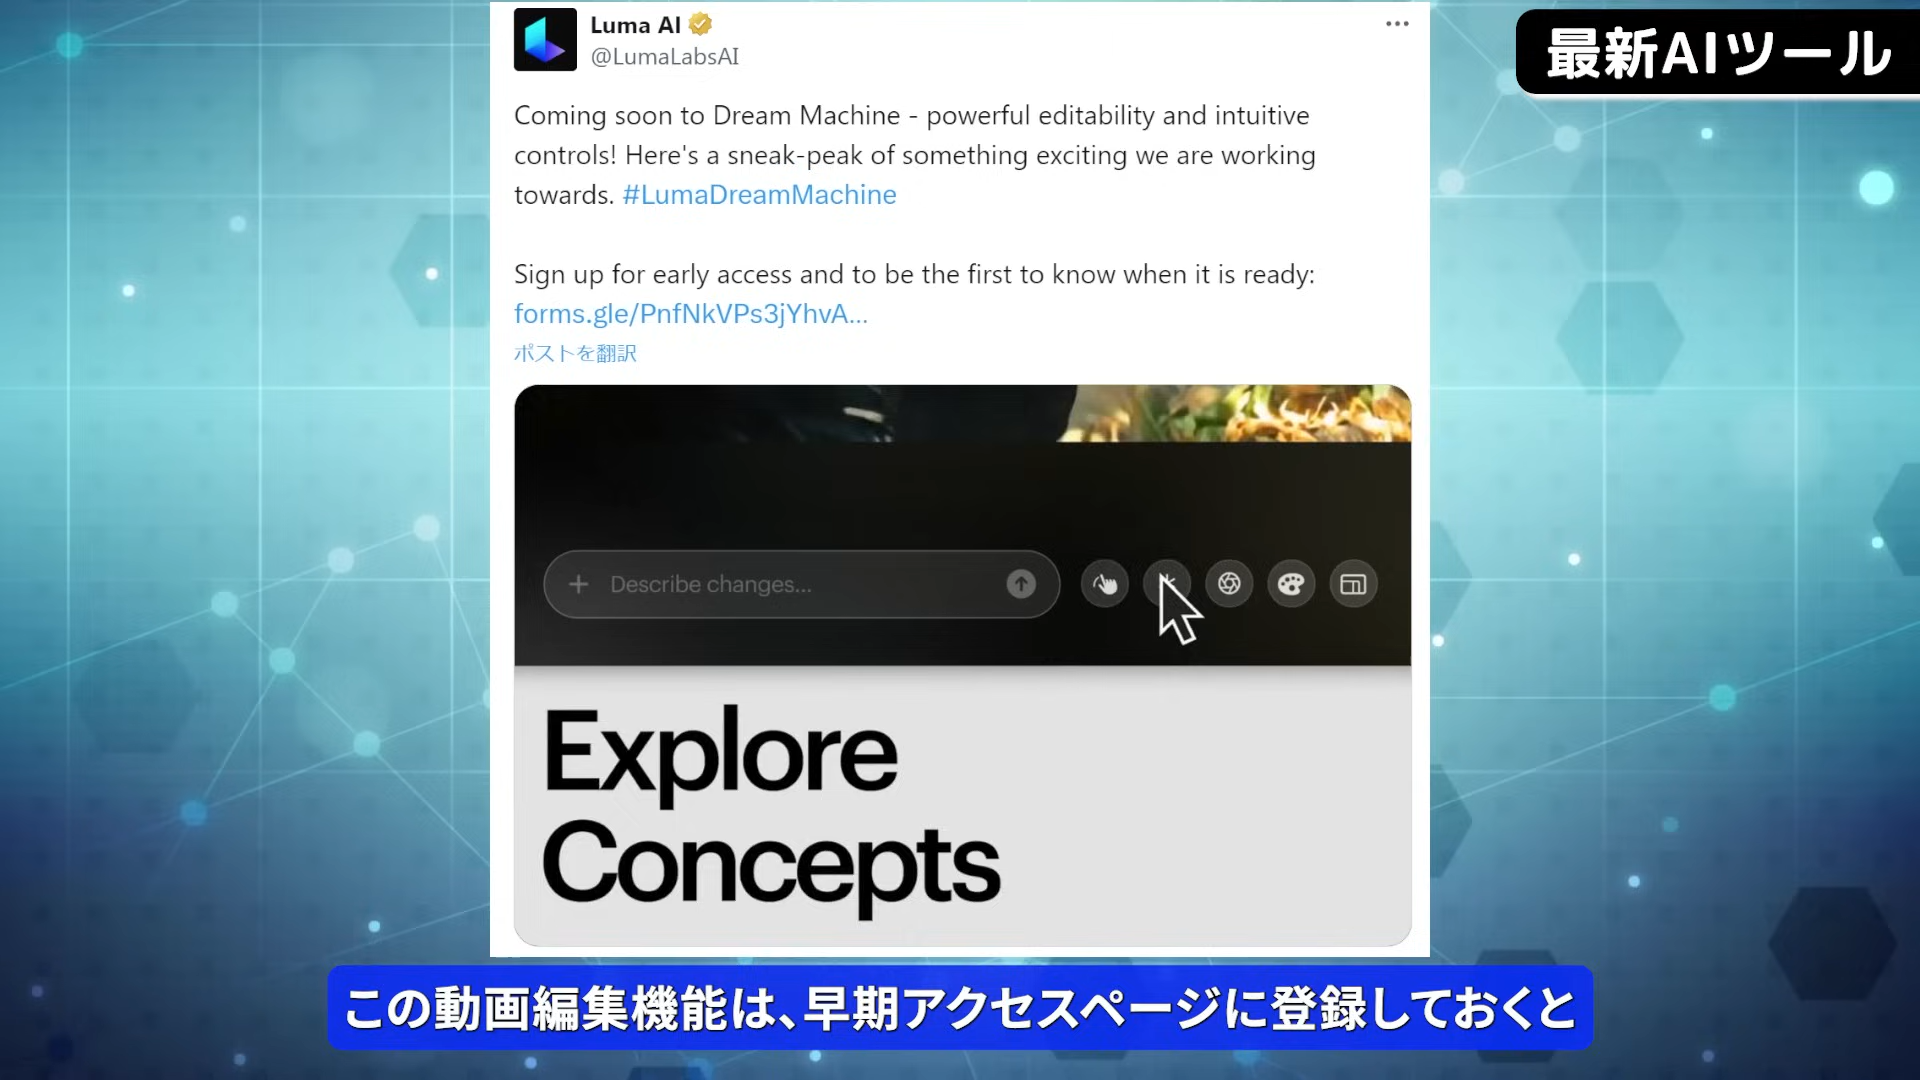 最新AIツール
Luma AI
@LumaLabsAI
Coming soon to Dream Machine - powerful editability and intuitive
controls! Here's a sneak-peak of something exciting we are working
towards. #LumaDreamMachine
Sign up for early access and to be the first to know when it is ready:
forms.gle/PnfNkVPs3jYhvA...
ポストを翻訳
Describe changes...
Explore
Concepts
この動画編集機能は、早期アクセスページに登録しておくと